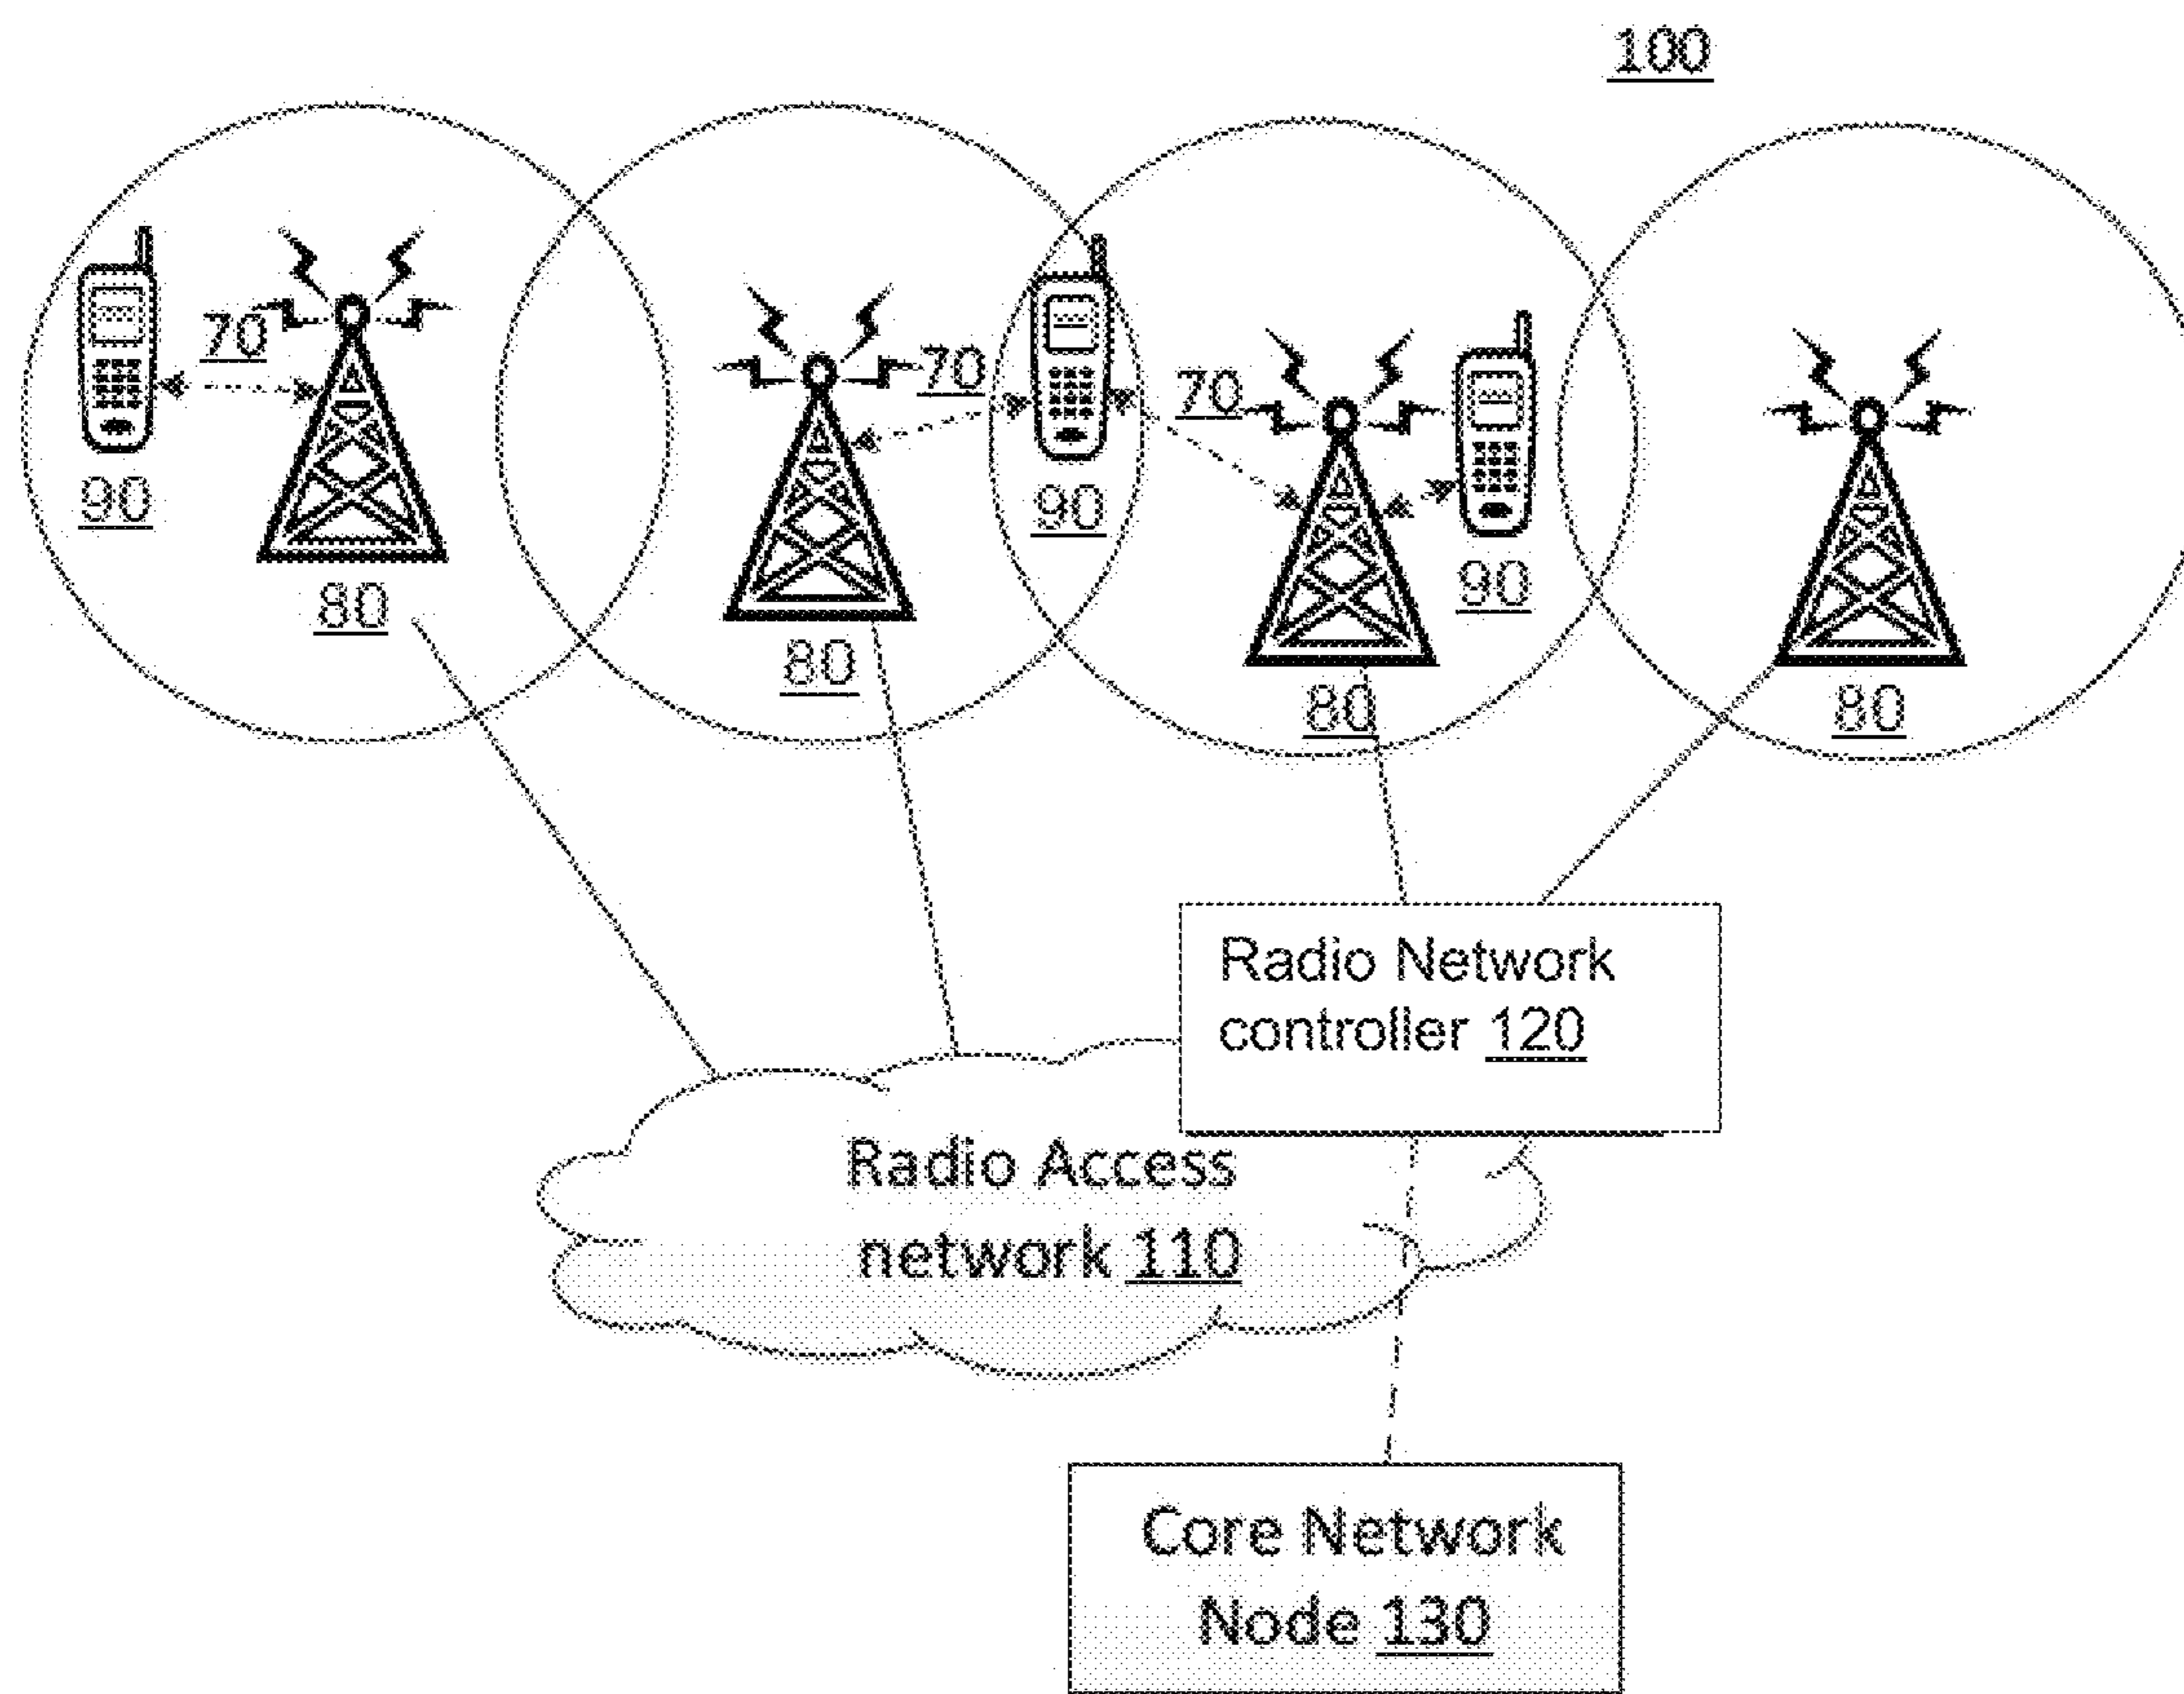 100
70
70
70
90
90
90
80
80
80
80
Radio Network
controller 120
Radio Access
network 110
Core Network
Node 130